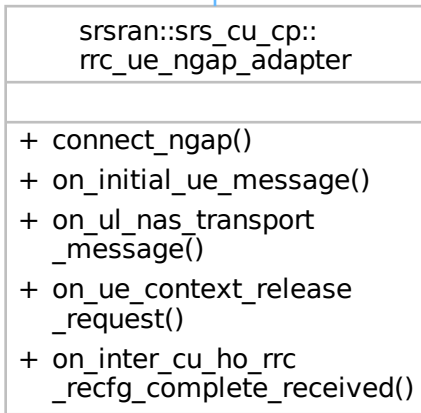 srsran::srs_cu_cp::
rrc_ue_ngap_adapter
+ connect_ngap()
+ on_initial_ue_message()
+ on_ul_nas_transport
_message()
+ on_ue_context_release
_request()
+ on_inter_cu_ho_rrc
_recfg_complete_received()